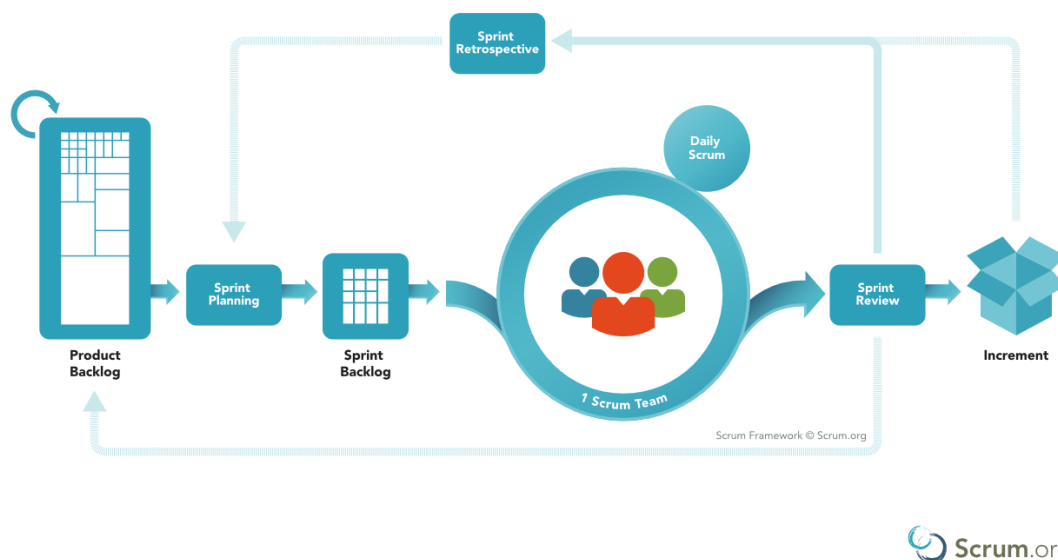 Sprint
Retrospective
Daily
Scrum
Sprint
Planning
Sprint
Review
Product
Backlog
Sprint
Backlog
Increment
1 Scrum Team
Scrum Framework © Scrum.org
Scrum.or